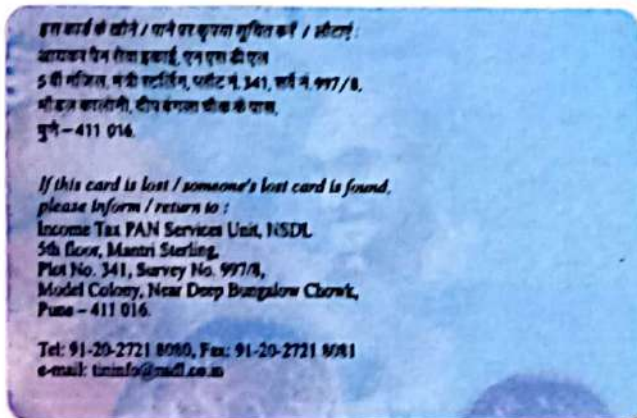 इस कार्ड के खोने / पाने पर कृपया सूचित करें / लौटाएं :
आयकर पैन सेवा इकाई, एन एस डी एल
5 वीं मंजिल, मंत्री स्टर्लिंग, प्लॉट नं. 341, सर्वे नं. 997/8,
मॉडल कालोनी, दीप बंगला चौक के पास,
पुणे – 411 016.
If this card is lost / someone's lost card is found,
please inform / return to :
Income Tax PAN Services Unit, NSDL
5th floor, Mantri Sterling,
Plot No. 341, Survey No. 997/8,
Model Colony, Near Deep Bungalow Chowk,
Pune – 411 016.
Tel: 91-20-2721 8080, Fax: 91-20-2721 8081
e-mail: tininfo@nsdl.co.in